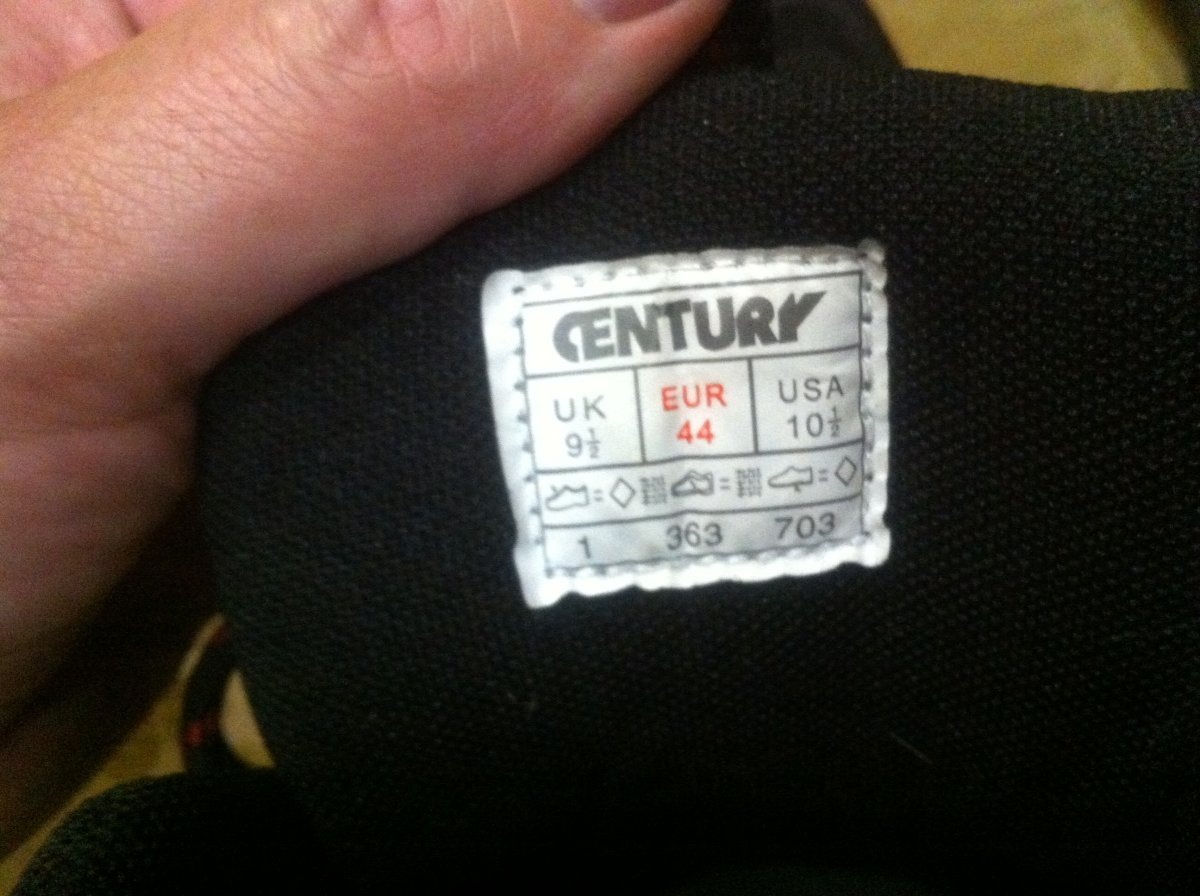 CENTURY
UK EUR USA
9½ 44 10½
= = =
1 363 703